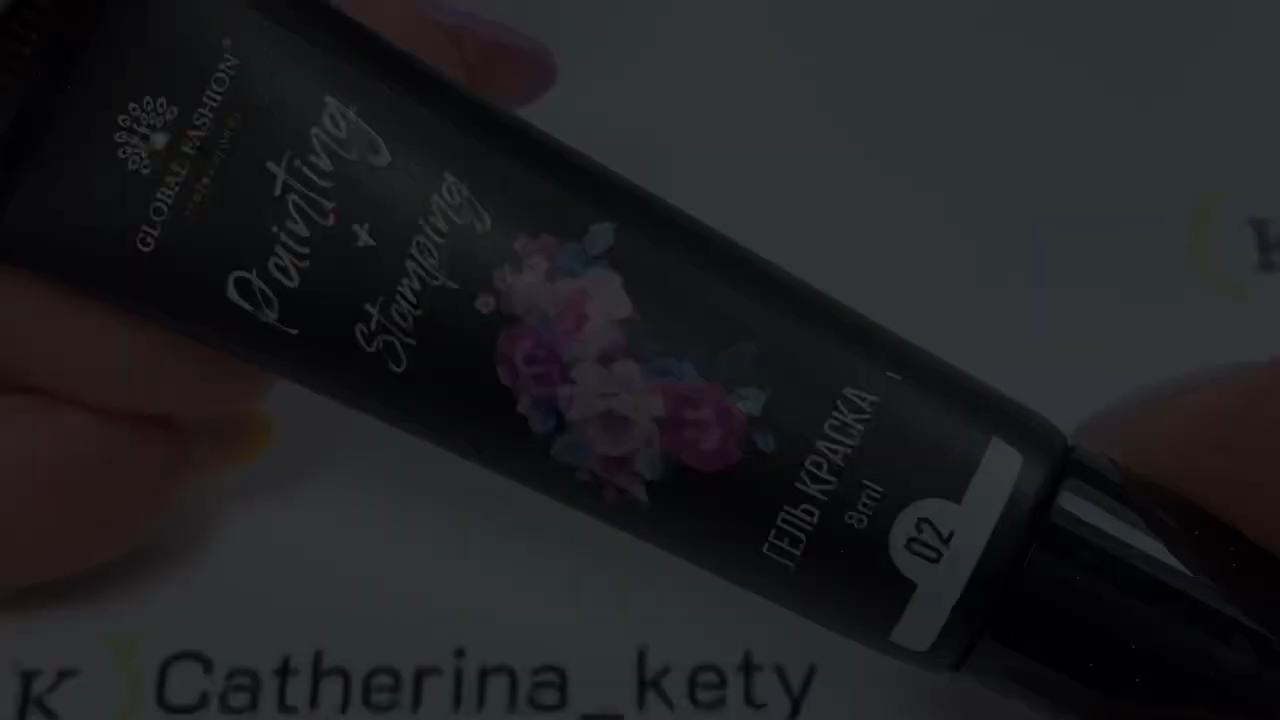 GLOBAL FASHION®
Painting
+
Stamping
ГЕЛЬ КРАСКА
8ml
02
K
K Catherina_kety